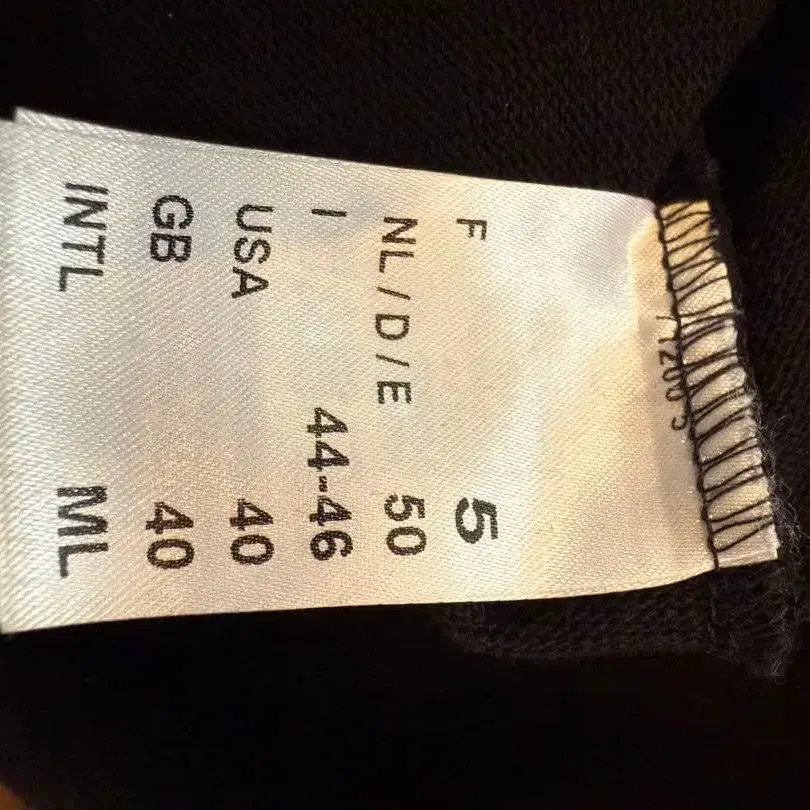 F 5
NL / D / E 50
I 44-46
USA 40
GB 40
INTL ML